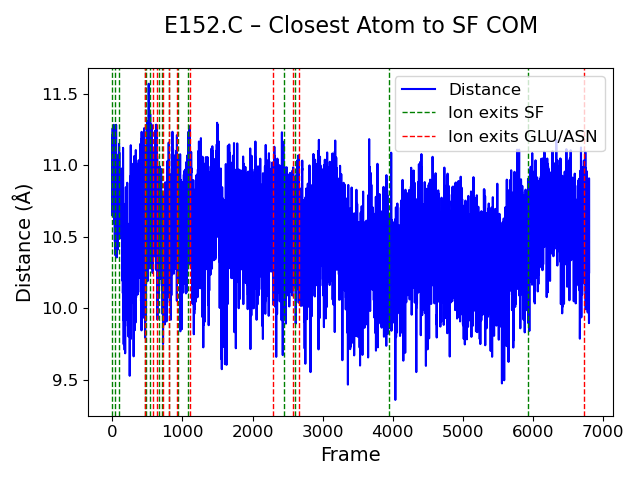 E152.C – Closest Atom to SF COM
Distance (Å)
11.5
11.0
10.5
10.0
9.5
Distance
Ion exits SF
Ion exits GLU/ASN
0 1000 2000 3000 4000 5000 6000 7000
Frame